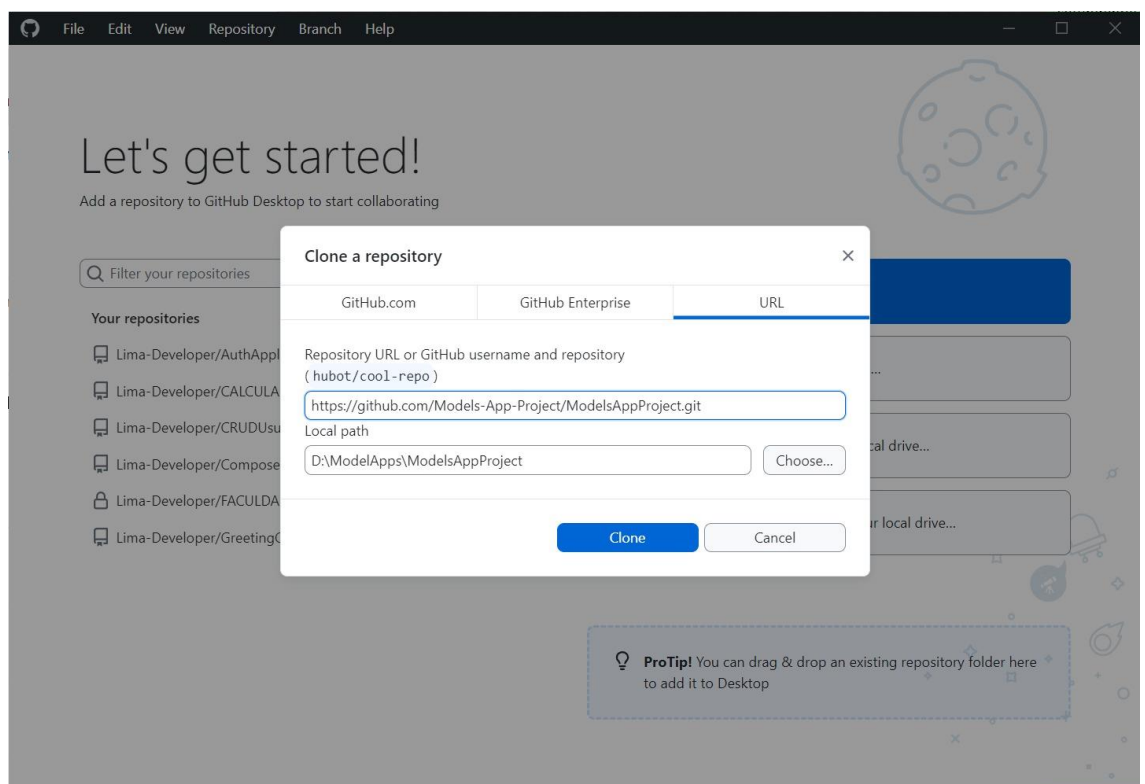 File Edit View Repository Branch Help
Let's get started!
Add a repository to GitHub Desktop to start collaborating
Filter your repositories
Your repositories
Lima-Developer/AuthAppl
Lima-Developer/CALCULA
Lima-Developer/CRUDUsu
Lima-Developer/Compose
Lima-Developer/FACULDA
Lima-Developer/GreetingC
Clone a repository
GitHub.com GitHub Enterprise URL
Repository URL or GitHub username and repository
(hubot/cool-repo)
https://github.com/Models-App-Project/ModelsAppProject.git
Local path
D:\ModelApps\ModelsAppProject Choose...
Clone Cancel
...
cal drive...
ur local drive...
ProTip! You can drag & drop an existing repository folder here
to add it to Desktop